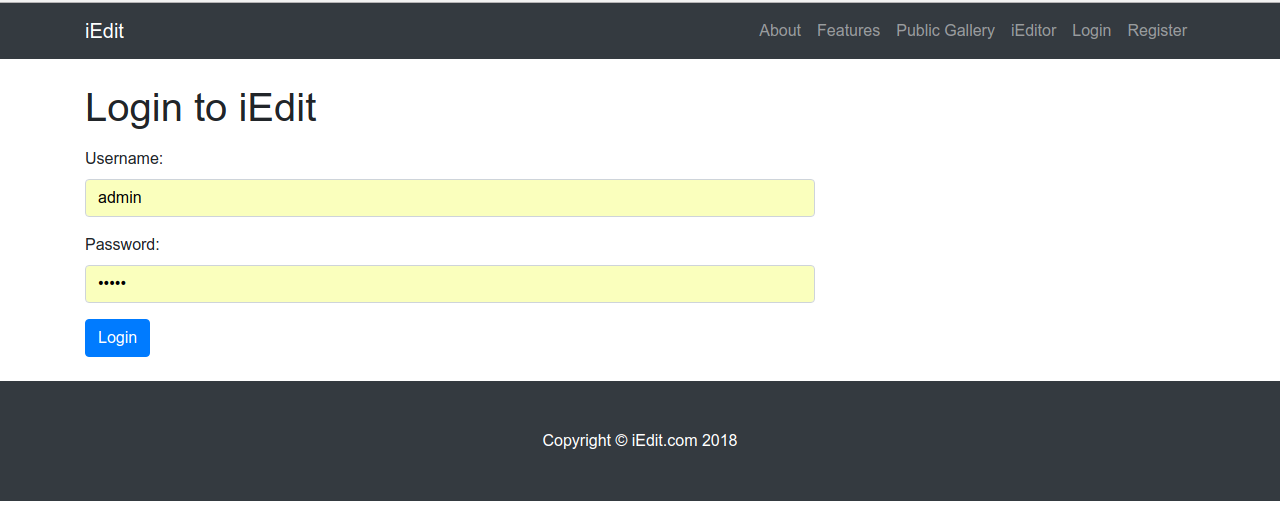 iEdit About Features Public Gallery iEditor Login Register
Login to iEdit
Username:
admin
Password:
•••••
Login
Copyright © iEdit.com 2018